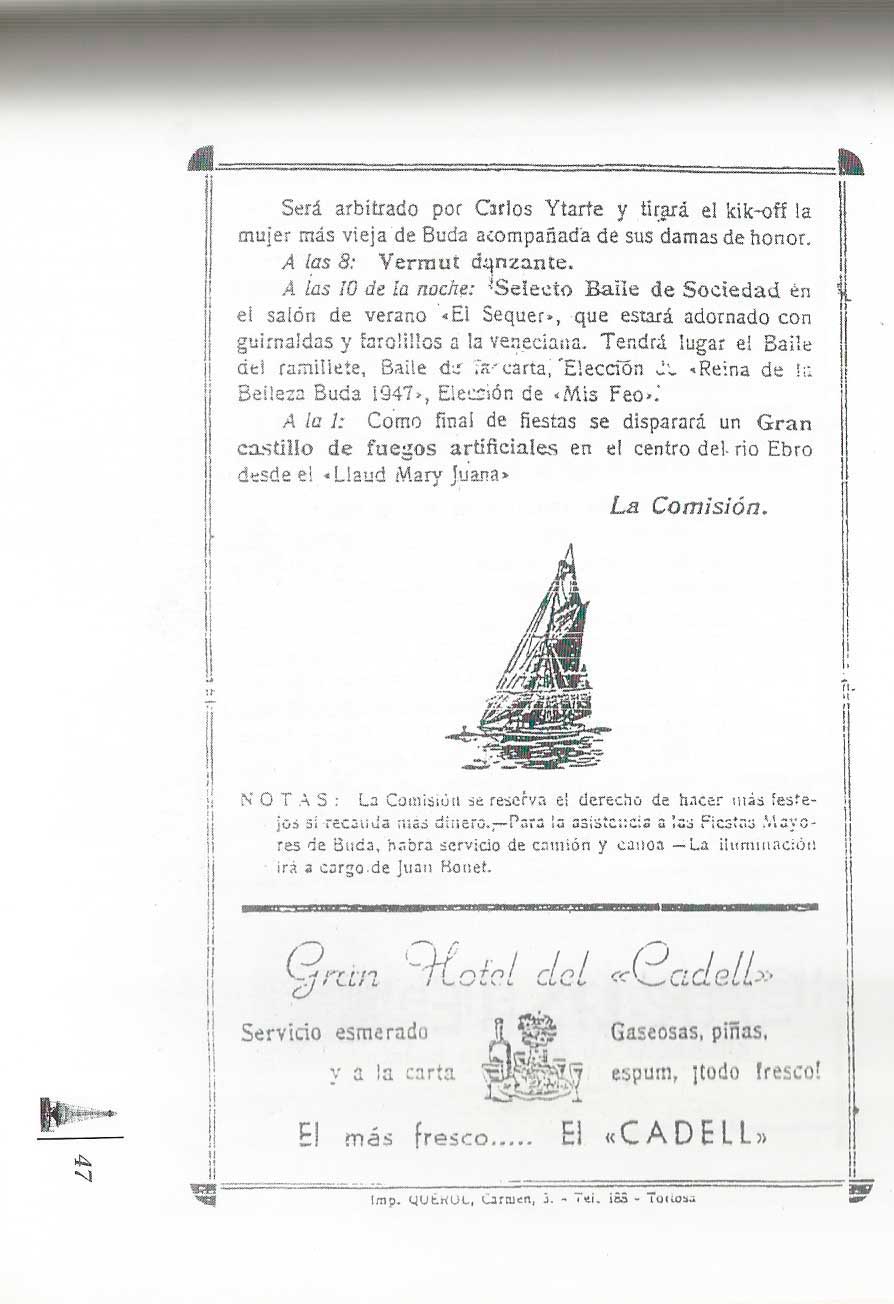 Será arbitrado por Carlos Ytarte y tirará el kik-off la
mujer más vieja de Buda acompañada de sus damas de honor.
A las 8: Vermut danzante.
A las 10 de la noche: Selecto Baile de Sociedad en
el salón de verano «El Sequer», que estará adornado con
guirnaldas y farolillos a la veneciana. Tendrá lugar el Baile
del ramillete, Baile de la carta, Elección de «Reina de la
Belleza Buda 1947», Elección de «Mis Feo».
A la 1: Como final de fiestas se disparará un Gran
castillo de fuegos artificiales en el centro del rio Ebro
desde el «Llaud Mary Juana»
La Comisión.
NOTAS: La Comisión se reserva el derecho de hacer más feste-
jos si recauda mas dinero.—Para la asistencia a las Fiestas Mayo-
res de Buda, habra servicio de camión y canoa —La iluminación
irá a cargo de Juan Bonet.
Gran Hotel del «Cadell»
Servicio esmerado
y a la carta
Gaseosas, piñas,
espum, ¡todo fresco!
El más fresco..... El «CADELL»
Imp. QUEROL, Carmen, 3. - Tel. 188 - Tortosa
47